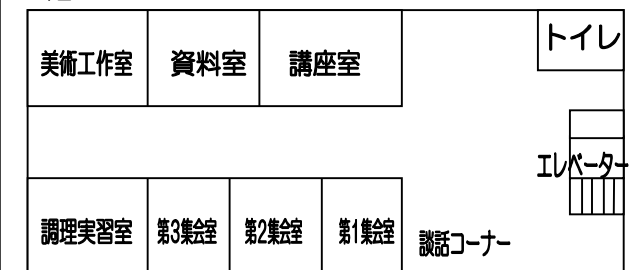 美術工作室
資料室
講座室
トイレ
エレベーター
調理実習室
第3集会室
第2集会室
第1集会室
談話コーナー